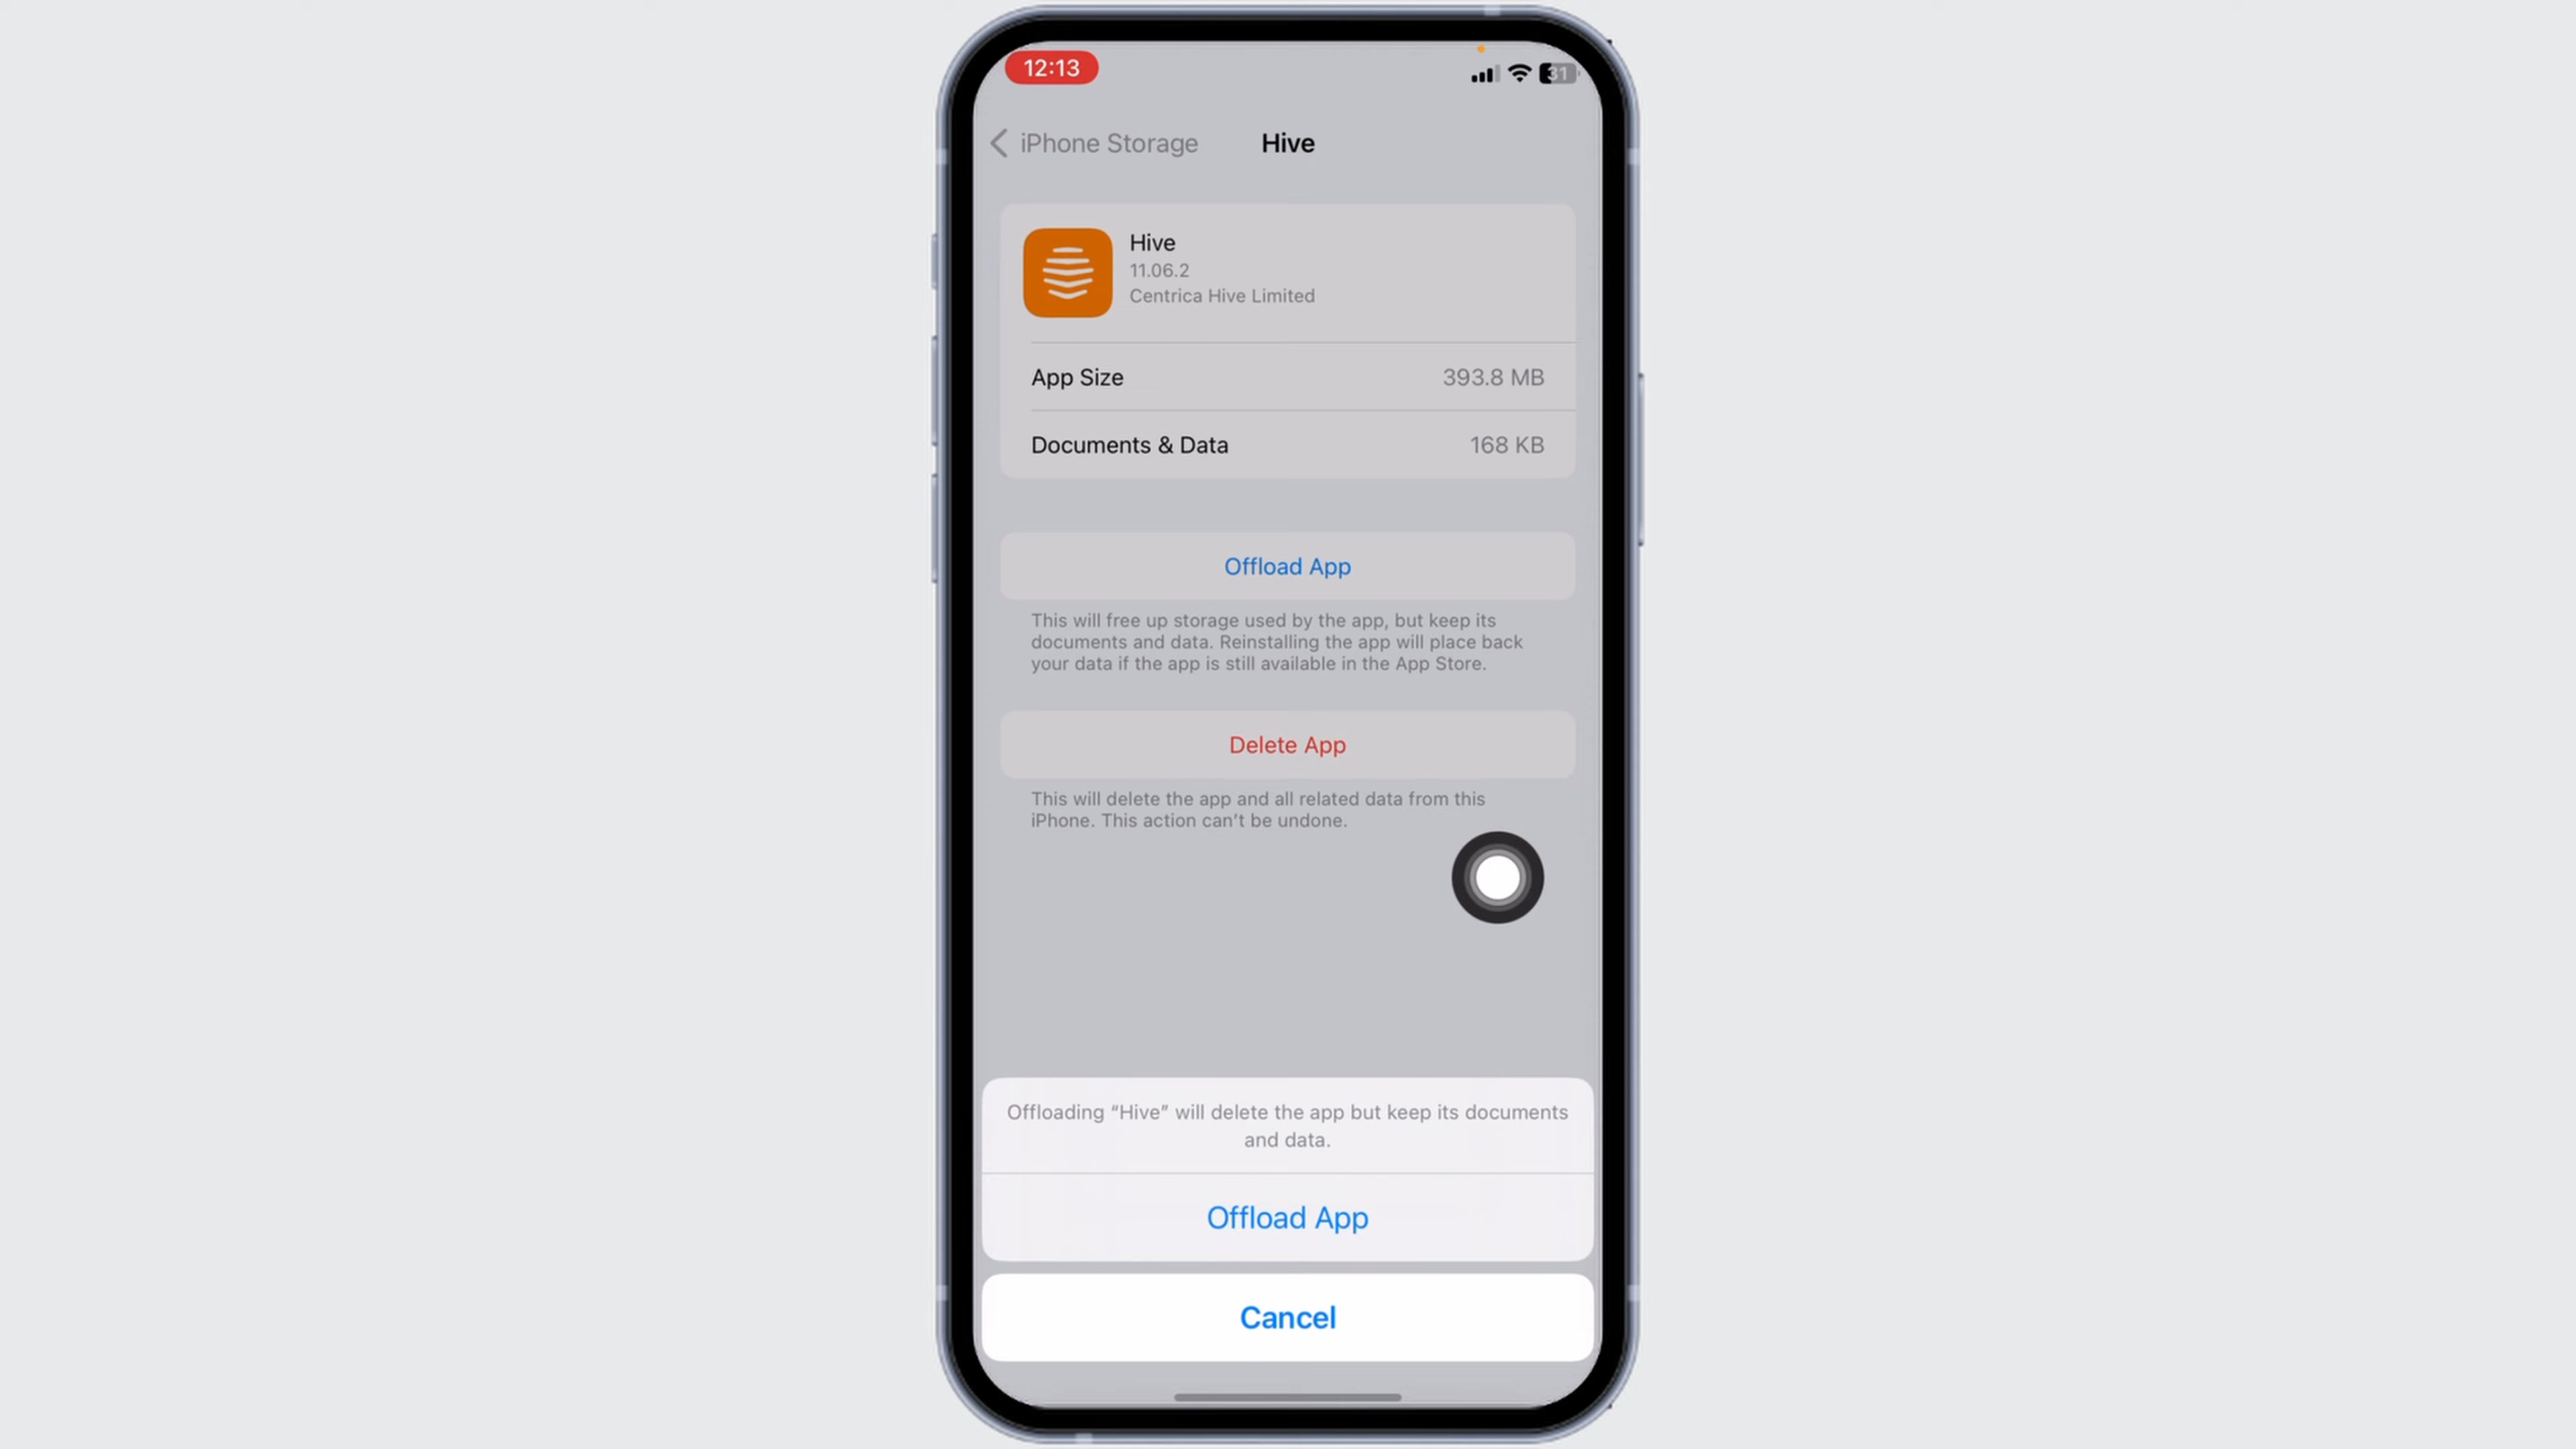 12:13
31
iPhone Storage
Hive
Hive
11.06.2
Centrica Hive Limited
App Size
393.8 MB
Documents & Data
168 KB
Offload App
This will free up storage used by the app, but keep its
documents and data. Reinstalling the app will place back
your data if the app is still available in the App Store.
Delete App
This will delete the app and all related data from this
iPhone. This action can’t be undone.
Offloading “Hive” will delete the app but keep its documents
and data.
Offload App
Cancel